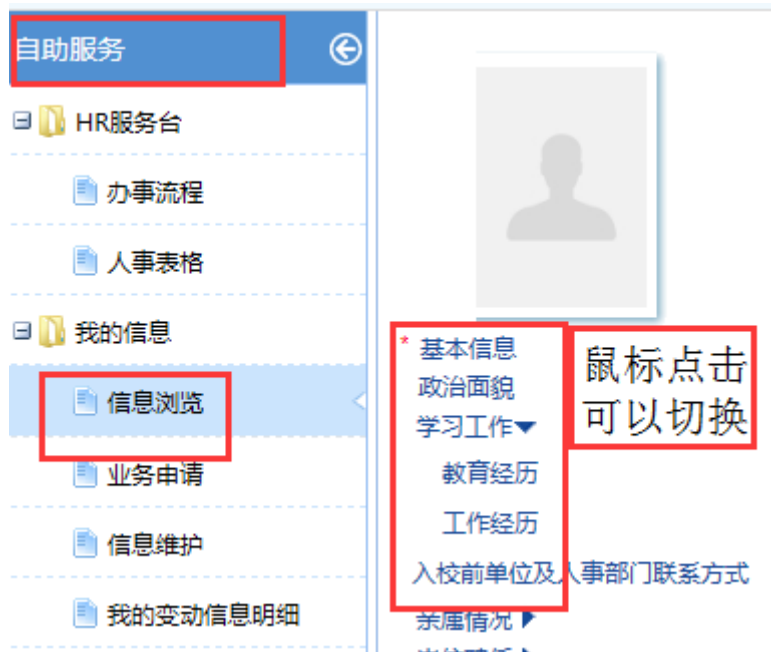 自助服务
HR服务台
办事流程
人事表格
我的信息
信息浏览
业务申请
信息维护
我的变动信息明细
* 基本信息
政治面貌
学习工作▼
教育经历
工作经历
入校前单位及人事部门联系方式
亲属情况▶
鼠标点击
可以切换